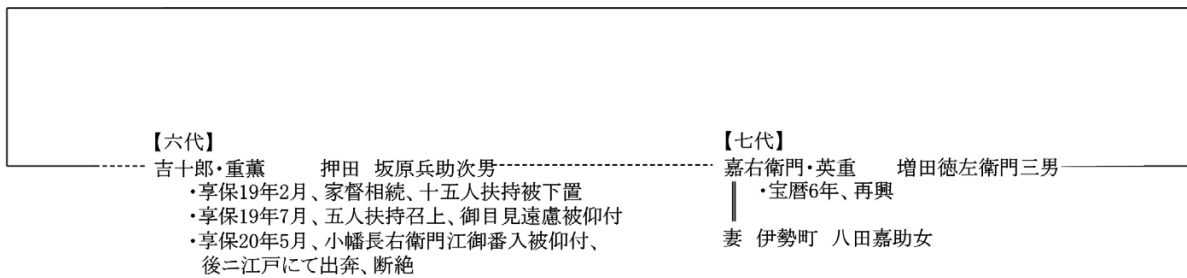 【六代】
吉十郎・重薫　押田　坂原兵助次男
・享保19年2月、家督相続、十五人扶持被下置
・享保19年7月、五人扶持召上、御目見遠慮被仰付
・享保20年5月、小幡長右衛門江御番入被仰付、
後ニ江戸にて出奔、断絶
【七代】
嘉右衛門・英重　増田徳左衛門三男
・宝暦6年、再興
妻　伊勢町　八田嘉助女